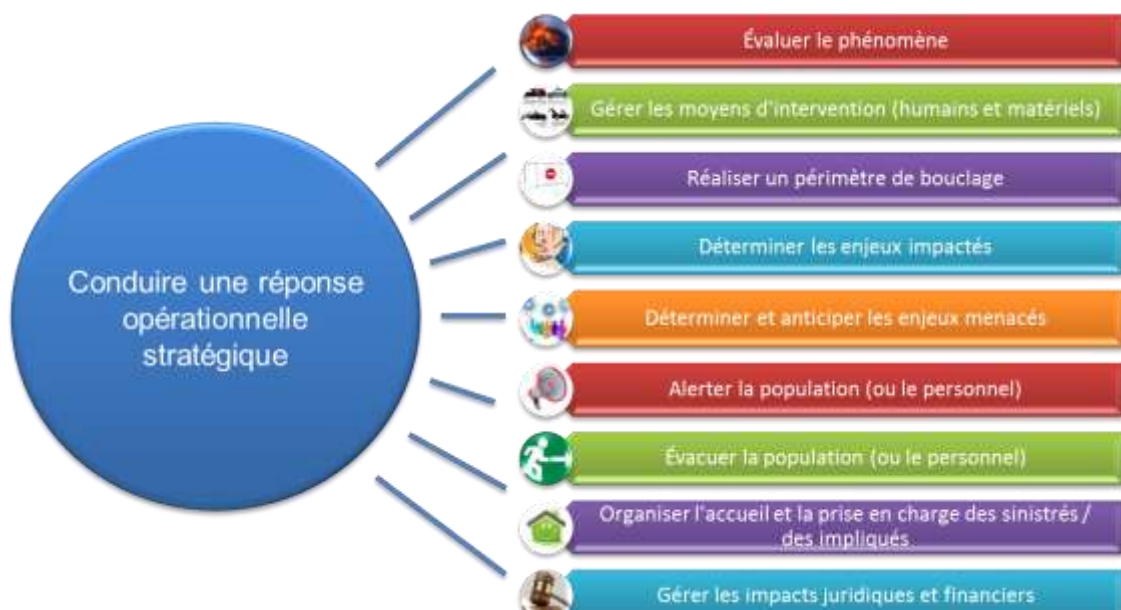 Conduire une réponse
opérationnelle
stratégique
Évaluer le phénomène
Gérer les moyens d'intervention (humains et matériels)
Réaliser un périmètre de bouclage
Déterminer les enjeux impactés
Déterminer et anticiper les enjeux menacés
Alerter la population (ou le personnel)
Évacuer la population (ou le personnel)
Organiser l'accueil et la prise en charge des sinistrés /
des impliqués
Gérer les impacts juridiques et financiers